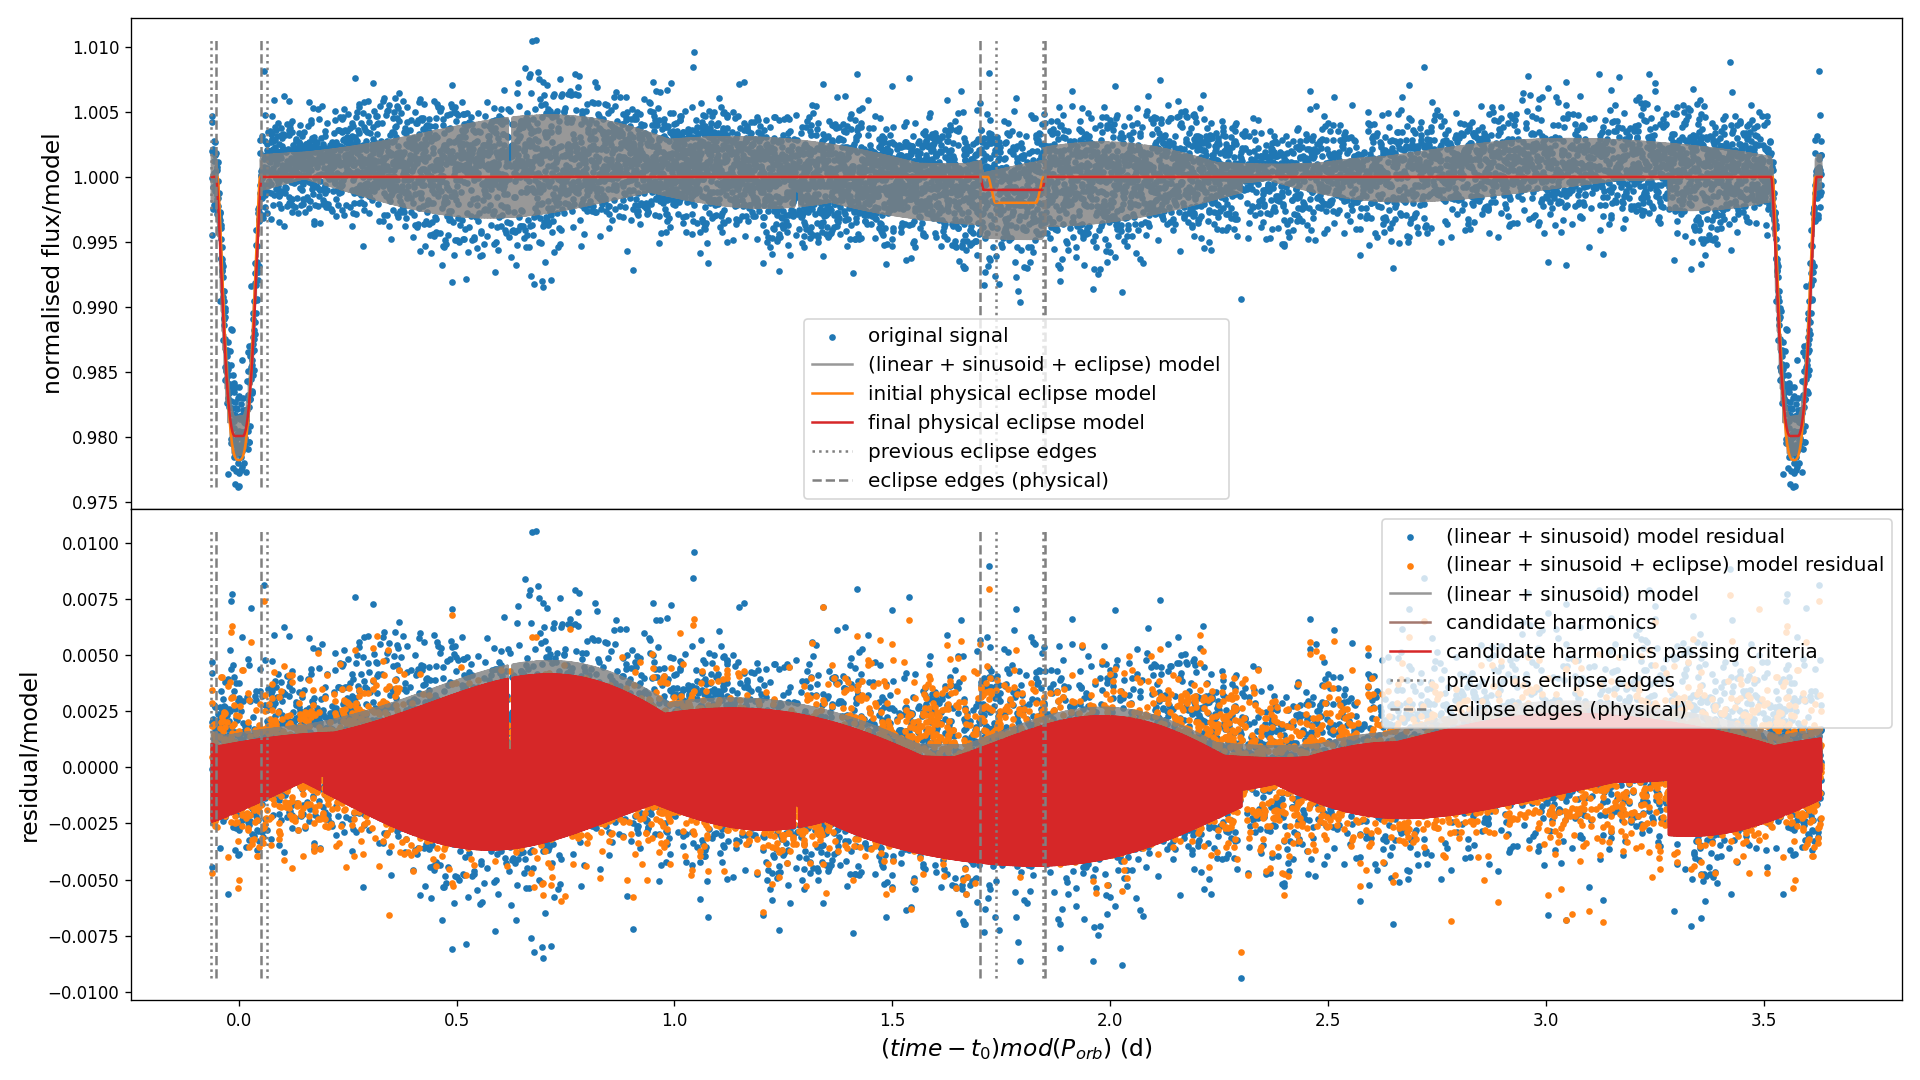 normalised flux/model
1.010
1.005
1.000
0.995
0.990
0.985
0.980
0.975
original signal
(linear + sinusoid + eclipse) model
initial physical eclipse model
final physical eclipse model
previous eclipse edges
eclipse edges (physical)
residual/model
0.0100
0.0075
0.0050
0.0025
0.0000
−0.0025
−0.0050
−0.0075
−0.0100
(linear + sinusoid) model residual
(linear + sinusoid + eclipse) model residual
(linear + sinusoid) model
candidate harmonics
candidate harmonics passing criteria
previous eclipse edges
eclipse edges (physical)
0.0 0.5 1.0 1.5 2.0 2.5 3.0 3.5
(time − t₀)mod(Pₒᵣb) (d)